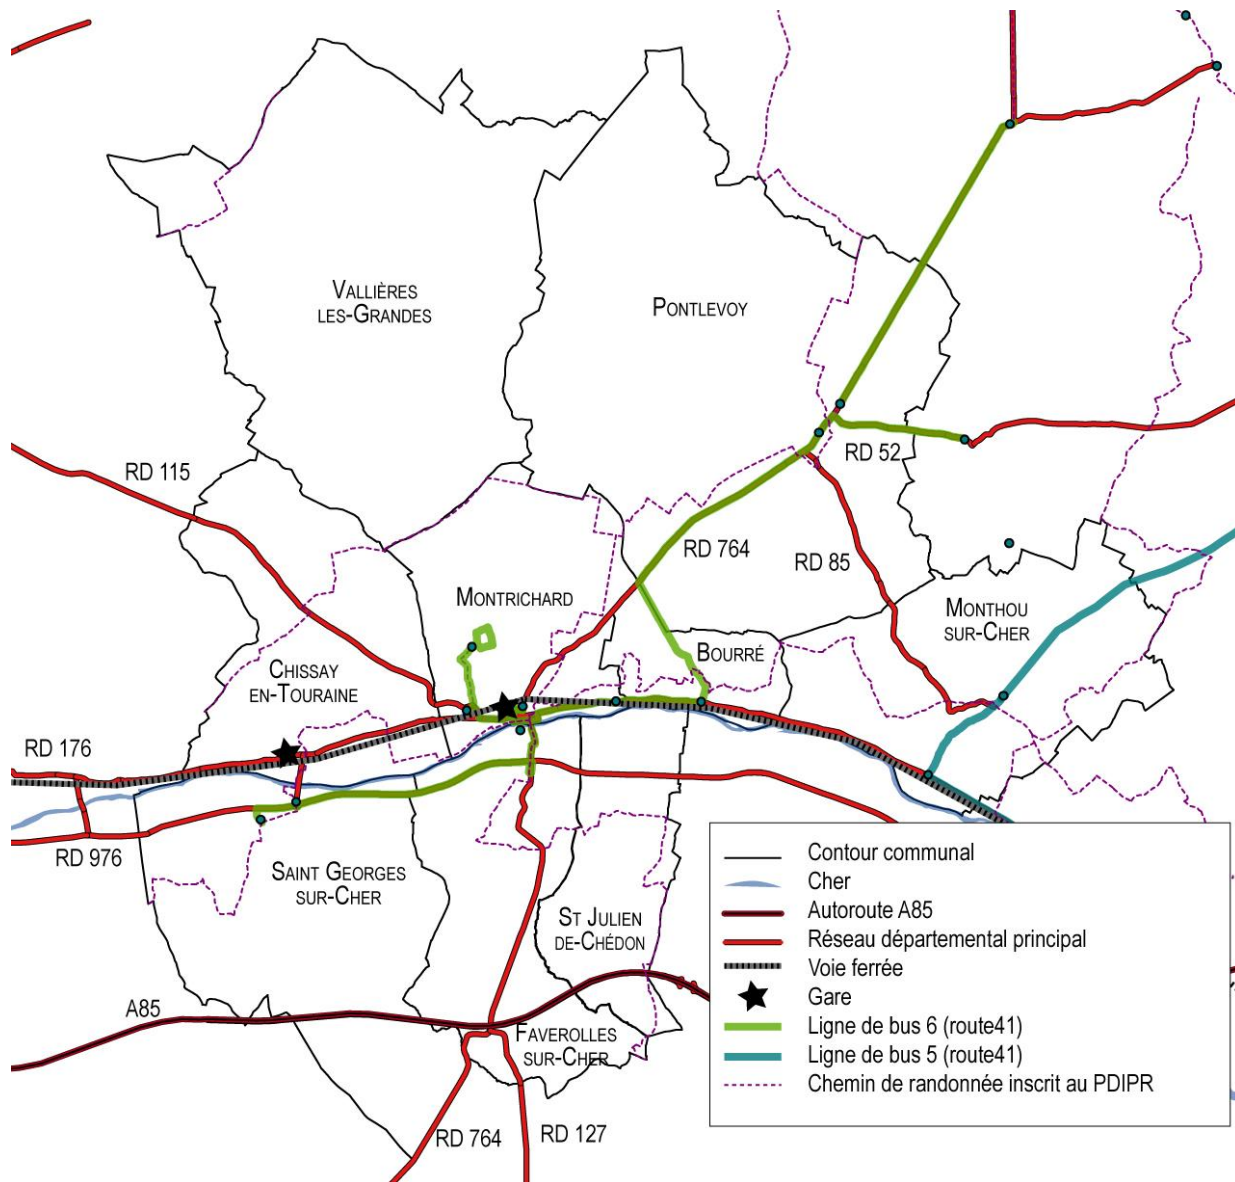 VALLIÈRES
LES-GRANDES
PONTLEVOY
RD 115
RD 52
RD 764
RD 85
MONTRICHARD
MONTHOU
SUR-CHER
BOURRÉ
CHISSAY
EN-TOURAINE
RD 176
RD 976
SAINT GEORGES
SUR-CHER
ST JULIEN
DE-CHÉDON
A85
FAVEROLLES
SUR-CHER
RD 764
RD 127
Contour communal
Cher
Autoroute A85
Réseau départemental principal
Voie ferrée
Gare
Ligne de bus 6 (route41)
Ligne de bus 5 (route41)
Chemin de randonnée inscrit au PDIPR